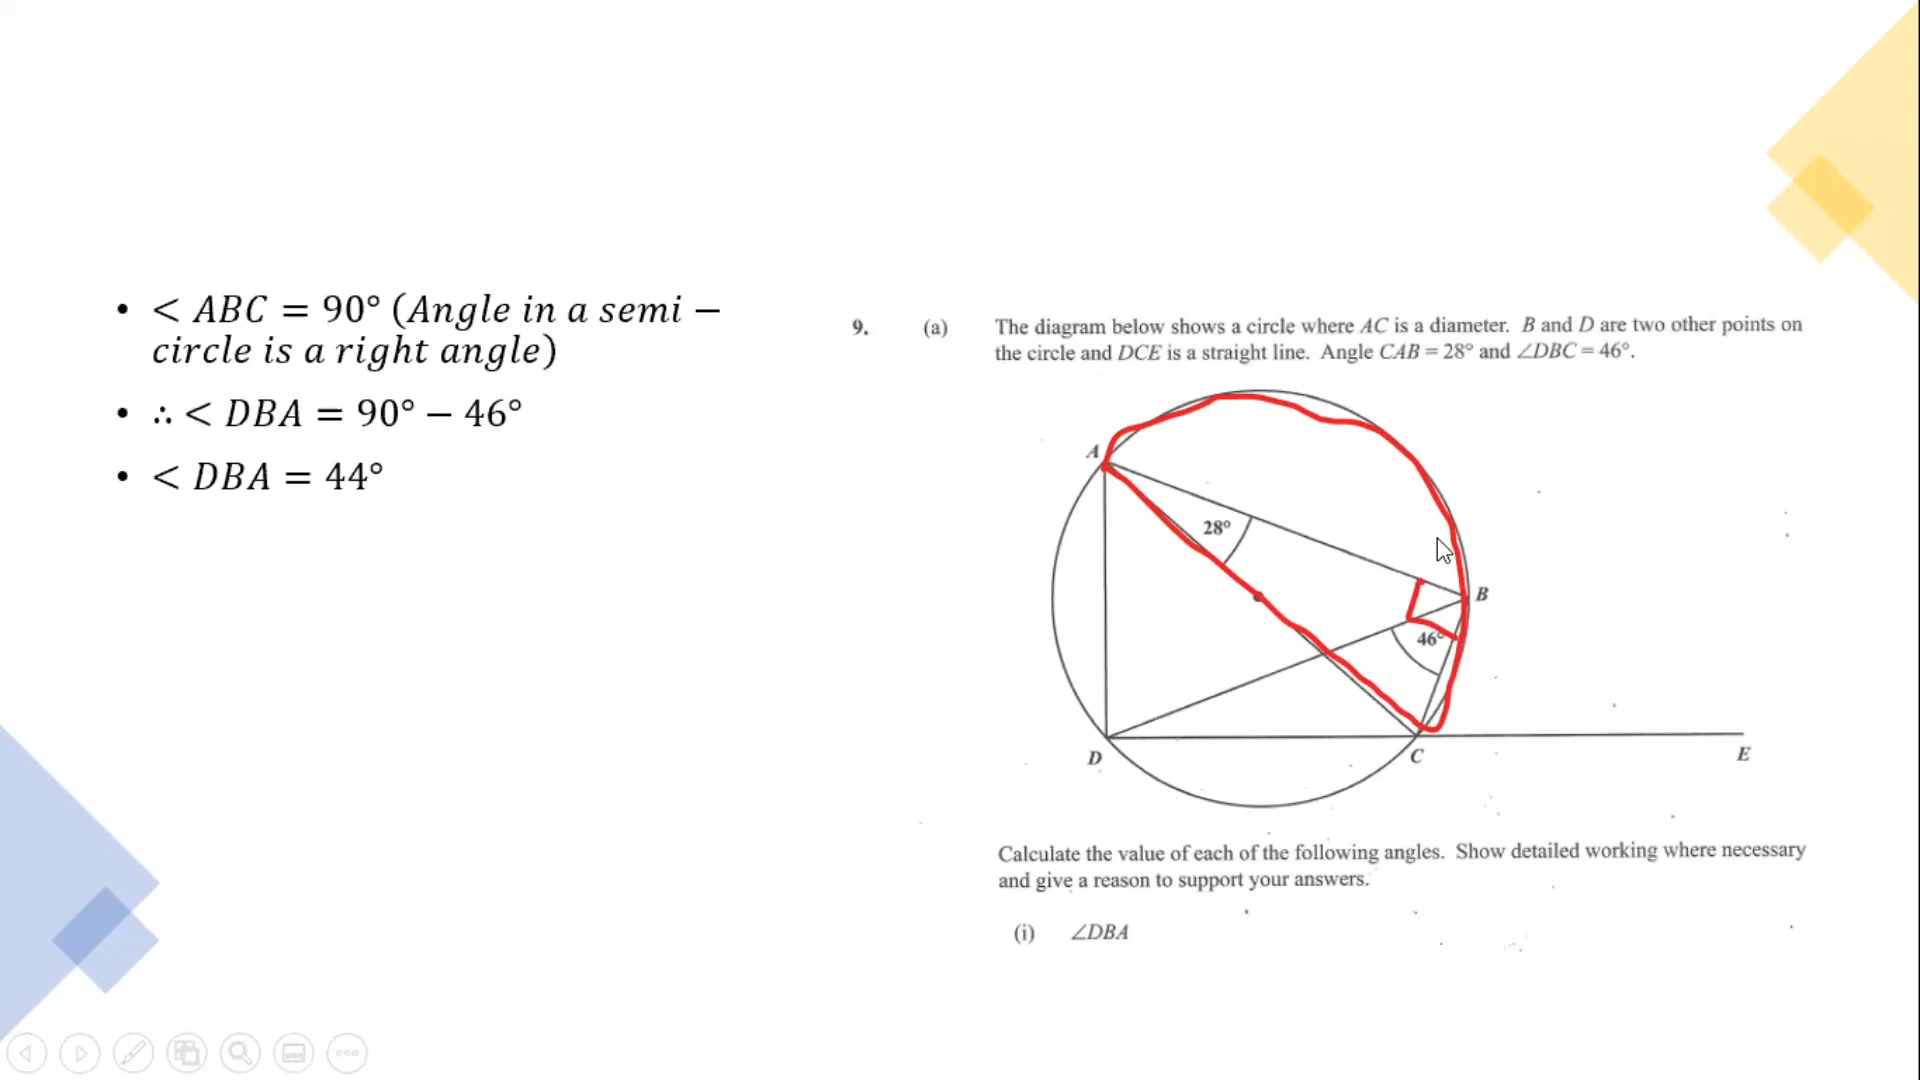 • < ABC = 90° (Angle in a semi −
circle is a right angle)
• ∴ < DBA = 90° − 46°
• < DBA = 44°
9. (a) The diagram below shows a circle where AC is a diameter. B and D are two other points on
the circle and DCE is a straight line. Angle CAB = 28° and ∠DBC = 46°.
A
28°
B
46°
D
C
E
Calculate the value of each of the following angles. Show detailed working where necessary
and give a reason to support your answers.
(i) ∠DBA